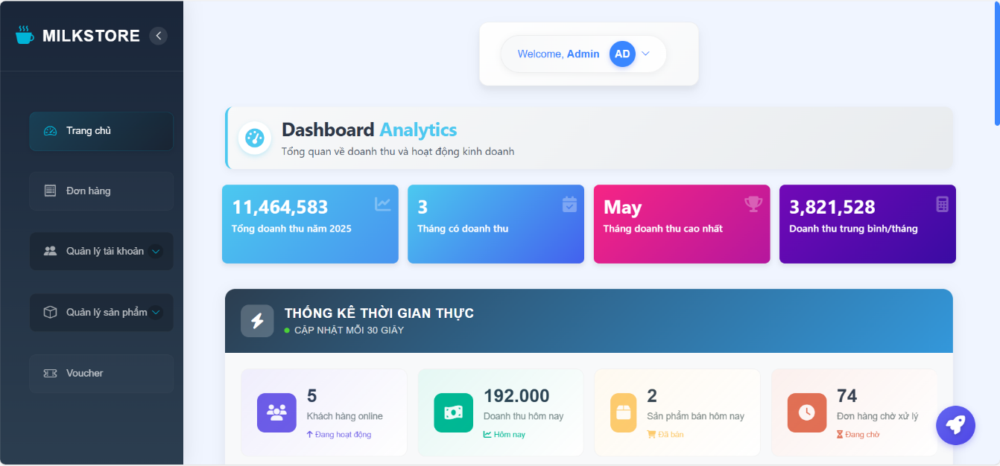 MILKSTORE
Trang chủ
Đơn hàng
Quản lý tài khoản
Quản lý sản phẩm
Voucher
Welcome, Admin AD
Dashboard Analytics
Tổng quan về doanh thu và hoạt động kinh doanh
11,464,583
Tổng doanh thu năm 2025
3
Tháng có doanh thu
May
Tháng doanh thu cao nhất
3,821,528
Doanh thu trung bình/tháng
THỐNG KÊ THỜI GIAN THỰC
CẬP NHẬT MỖI 30 GIÂY
5
Khách hàng online
Đang hoạt động
192.000
Doanh thu hôm nay
Hôm nay
2
Sản phẩm bán hôm nay
Đã bán
74
Đơn hàng chờ xử lý
Đang chờ